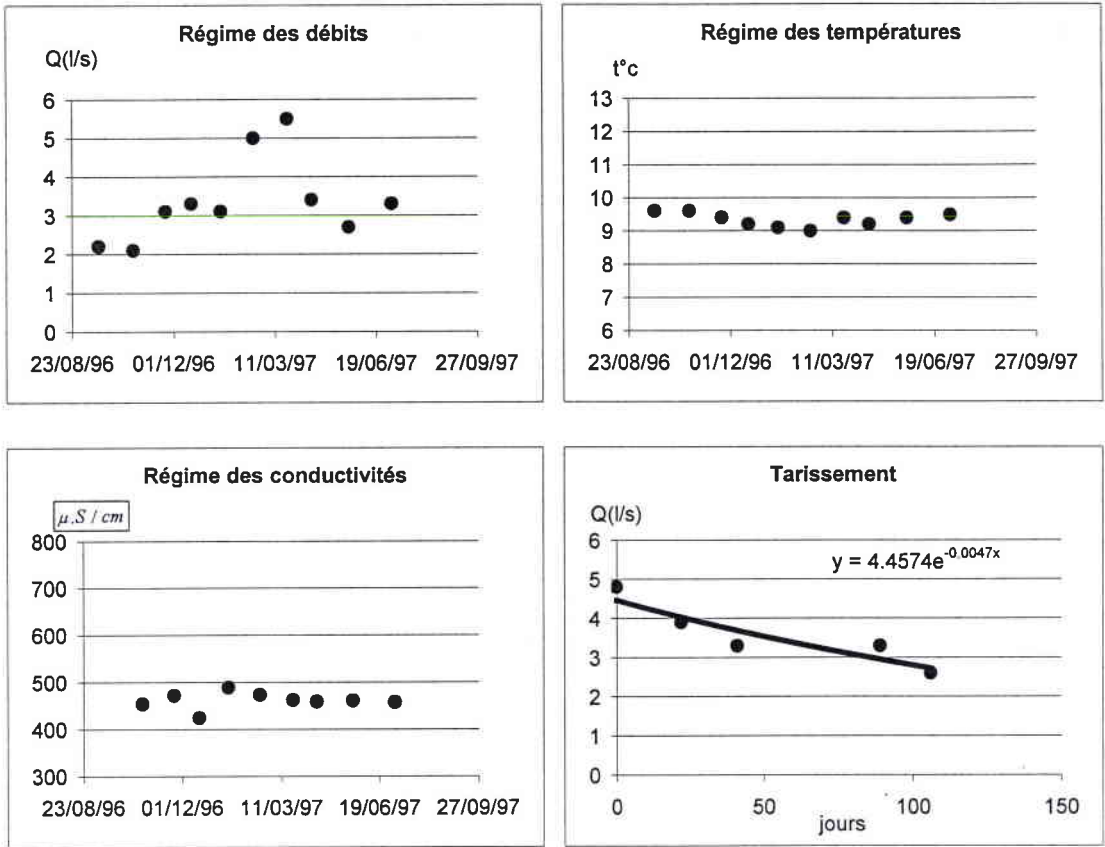 Régime des débits
Q(l/s)
6
5
4
3
2
1
0
23/08/96 01/12/96 11/03/97 19/06/97 27/09/97
Régime des températures
t°c
13
12
11
10
9
8
7
6
23/08/96 01/12/96 11/03/97 19/06/97 27/09/97
Régime des conductivités
μ.S / cm
800
700
600
500
400
300
23/08/96 01/12/96 11/03/97 19/06/97 27/09/97
Tarissement
Q(l/s)
y = 4.4574e^-0.0047x
6
5
4
3
2
1
0
0 50 100 150
jours